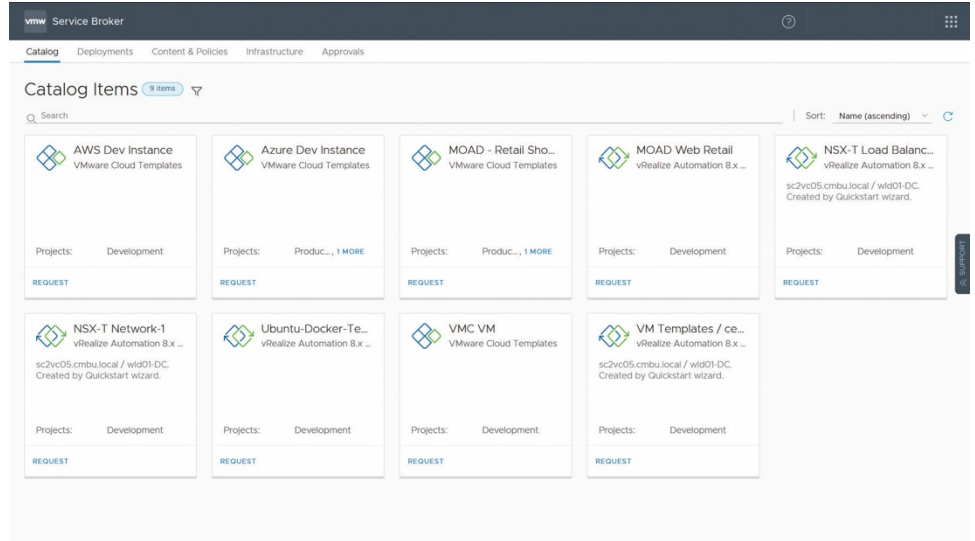 vmw Service Broker
Catalog Deployments Content & Policies Infrastructure Approvals
Catalog Items 9 items
Search
Sort: Name (ascending)
AWS Dev Instance
VMware Cloud Templates
Projects: Development
REQUEST
Azure Dev Instance
VMware Cloud Templates
Projects: Produc..., 1 MORE
REQUEST
MOAD - Retail Sho...
VMware Cloud Templates
Projects: Produc..., 1 MORE
REQUEST
MOAD Web Retail
vRealize Automation 8.x ...
Projects: Development
REQUEST
NSX-T Load Balanc...
vRealize Automation 8.x ...
sc2vc05.cmbu.local / wld01-DC.
Created by Quickstart wizard.
Projects: Development
REQUEST
SUPPORT
NSX-T Network-1
vRealize Automation 8.x ...
sc2vc05.cmbu.local / wld01-DC.
Created by Quickstart wizard.
Projects: Development
REQUEST
Ubuntu-Docker-Te...
vRealize Automation 8.x ...
Projects: Development
REQUEST
VMC VM
VMware Cloud Templates
Projects: Development
REQUEST
VM Templates / ce...
vRealize Automation 8.x ...
sc2vc05.cmbu.local / wld01-DC.
Created by Quickstart wizard.
Projects: Development
REQUEST